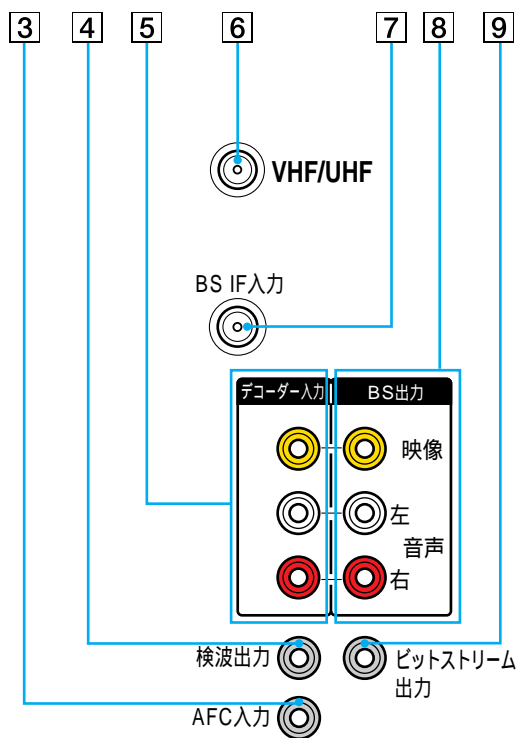 3 4 5 6 7 8 9
VHF/UHF
BS IF入力
デコーダー入力 BS出力
映像
左
音声
右
検波出力 ビットストリーム
出力
AFC入力